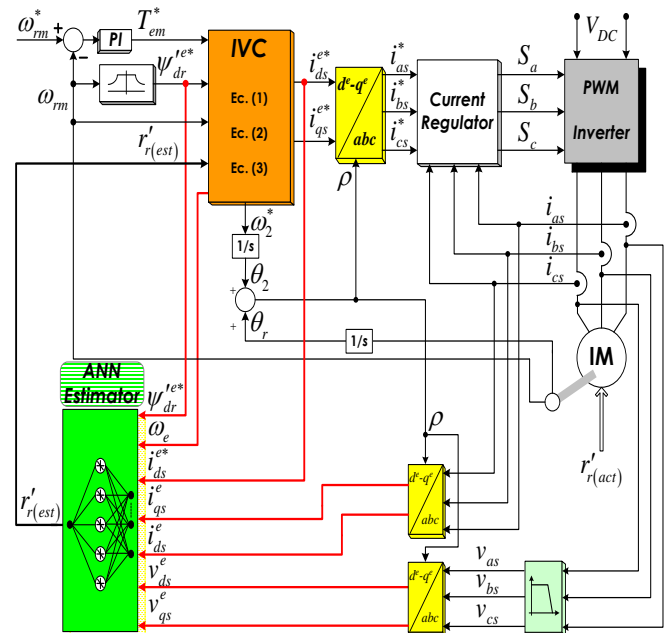 ω*rm
+
−
PI
T*em
IVC
Ec. (1)
Ec. (2)
Ec. (3)
ψ'e*dr
ωrm
r'r(est)
ie*ds
ie*qs
de-qe
abc
ρ
i*as
i*bs
i*cs
Current
Regulator
Sa
Sb
Sc
VDC
PWM
Inverter
ω*2
1/s
θ2
+
+
θr
1/s
ias
ibs
ics
IM
r'r(act)
ANN
Estimator
ψ'e*dr
ωe
ie*ds
ieqs
ieds
veds
veqs
r'r(est)
ρ
de-qe
abc
de-qe
abc
vas
vbs
vcs